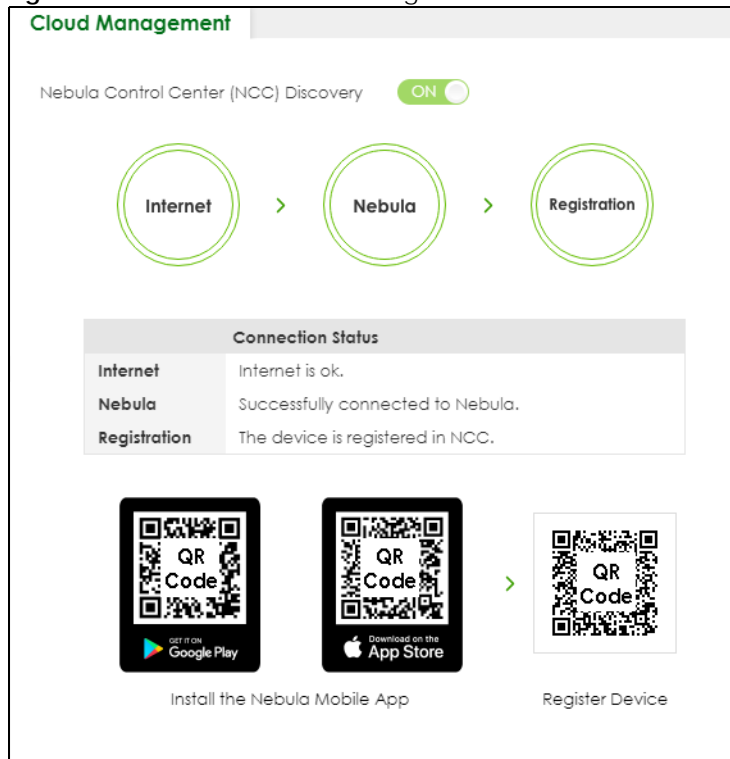 Cloud Management
Nebula Control Center (NCC) Discovery ON
Internet > Nebula > Registration
Connection Status
Internet Internet is ok.
Nebula Successfully connected to Nebula.
Registration The device is registered in NCC.
QR Code
GET IT ON
Google Play
QR Code
Download on the
App Store
>
QR Code
Install the Nebula Mobile App
Register Device